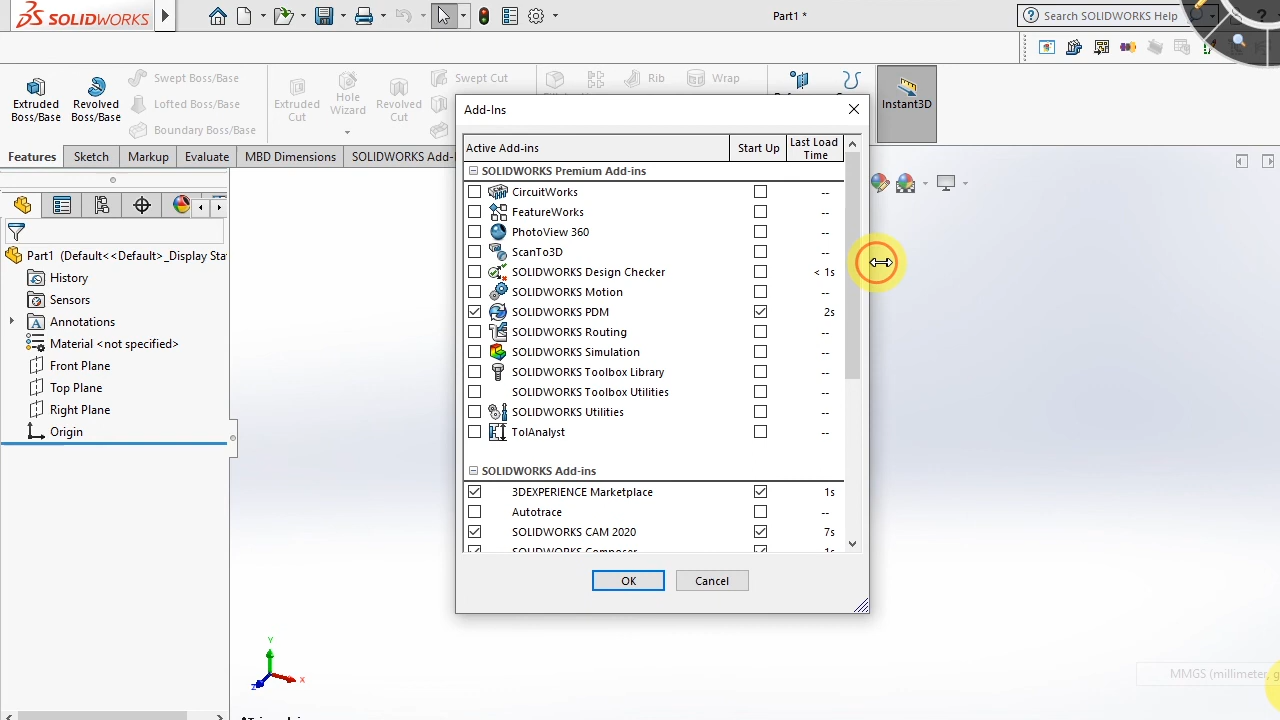 SOLIDWORKS
Part1 *
Search SOLIDWORKS Help
?
Extruded
Boss/Base
Revolved
Boss/Base
Swept Boss/Base
Lofted Boss/Base
Boundary Boss/Base
Extruded
Cut
Hole
Wizard
Revolved
Cut
Swept Cut
Rib
Wrap
Instant3D
Features
Sketch
Markup
Evaluate
MBD Dimensions
SOLIDWORKS Add-
Part1 (Default<<Default>_Display Sta
History
Sensors
Annotations
Material <not specified>
Front Plane
Top Plane
Right Plane
Origin
Add-Ins
Active Add-ins
Start Up
Last Load
Time
SOLIDWORKS Premium Add-ins
CircuitWorks --
FeatureWorks --
PhotoView 360 --
ScanTo3D --
SOLIDWORKS Design Checker < 1s
SOLIDWORKS Motion --
SOLIDWORKS PDM 2s
SOLIDWORKS Routing --
SOLIDWORKS Simulation --
SOLIDWORKS Toolbox Library --
SOLIDWORKS Toolbox Utilities --
SOLIDWORKS Utilities --
TolAnalyst --
SOLIDWORKS Add-ins
3DEXPERIENCE Marketplace 1s
Autotrace --
SOLIDWORKS CAM 2020 7s
SOLIDWORKS Composer 1s
OK
Cancel
Y
X
Z
MMGS (millimeter, g